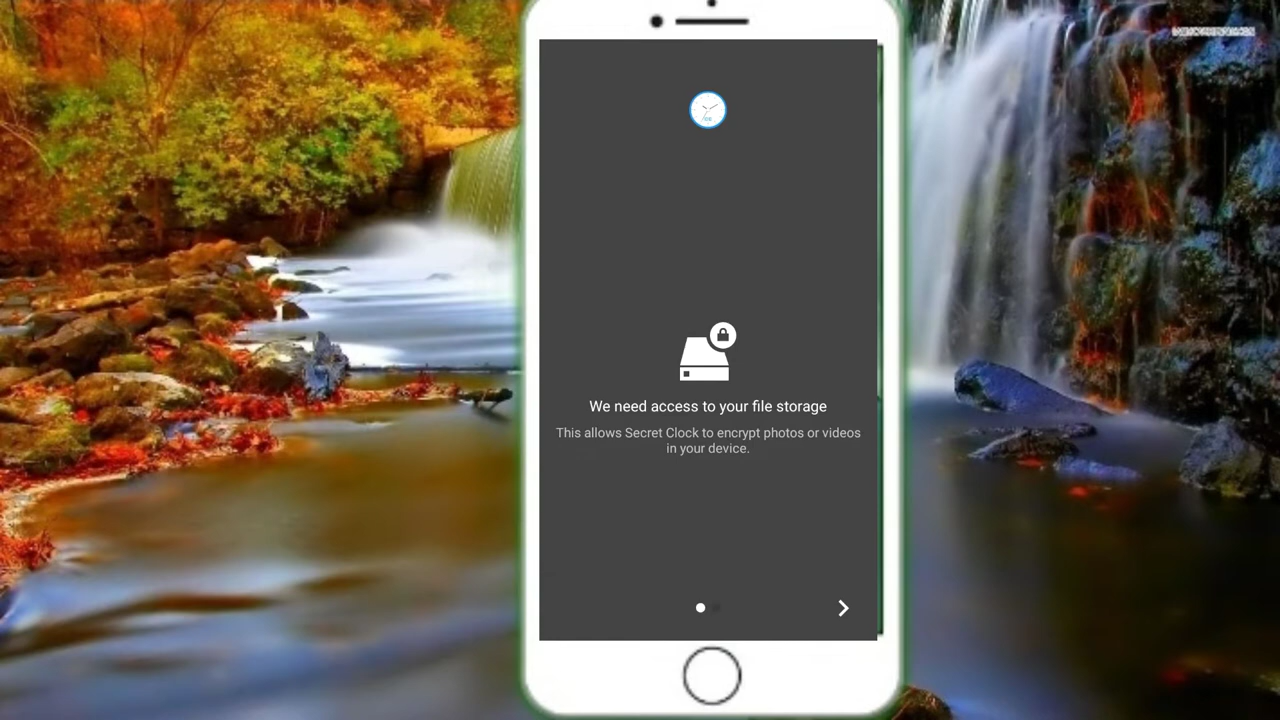 We need access to your file storage
This allows Secret Clock to encrypt photos or videos
in your device.